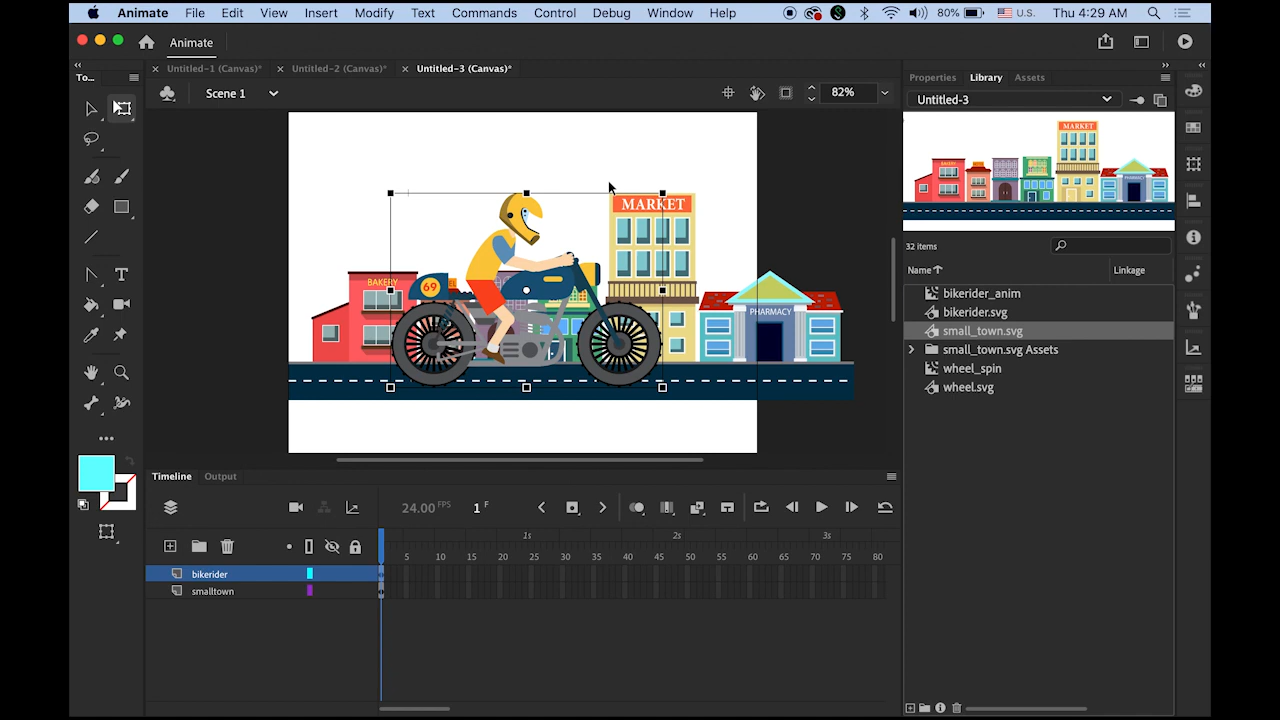 Animate File Edit View Insert Modify Text Commands Control Debug Window Help 80% U.S. Thu 4:29 AM
Animate
To...
Untitled-1 (Canvas)* Untitled-2 (Canvas)* Untitled-3 (Canvas)*
Scene 1 82%
Properties Library Assets
Untitled-3
MARKET
BAKERY
PHARMACY
32 items
Name Linkage
bikerider_anim
bikerider.svg
small_town.svg
small_town.svg Assets
wheel_spin
wheel.svg
MARKET
BAKERY
69
PHARMACY
Timeline Output
24.00 FPS 1 F
1s 2s 3s
5 10 15 20 25 30 35 40 45 50 55 60 65 70 75 80
bikerider
smalltown